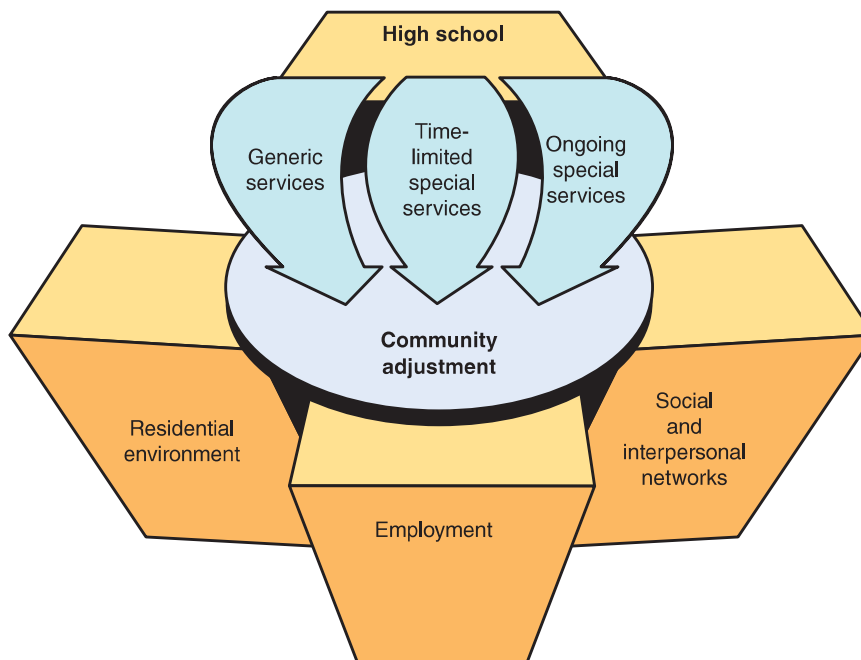 High school
Generic
services
Time-
limited
special
services
Ongoing
special
services
Community
adjustment
Residential
environment
Employment
Social
and
interpersonal
networks